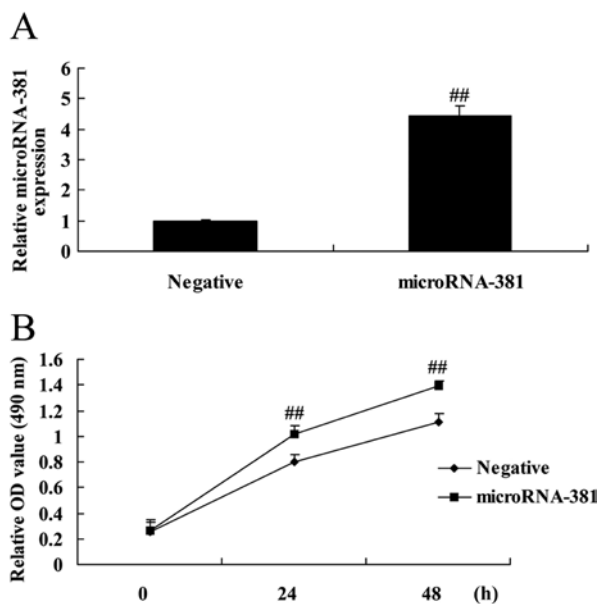 A
Relative microRNA-381
expression
6
5
4
3
2
1
0
##
Negative
microRNA-381
B
Relative OD value (490 nm)
1.6
1.4
1.2
1
0.8
0.6
0.4
0.2
0
##
##
Negative
microRNA-381
0
24
48
(h)